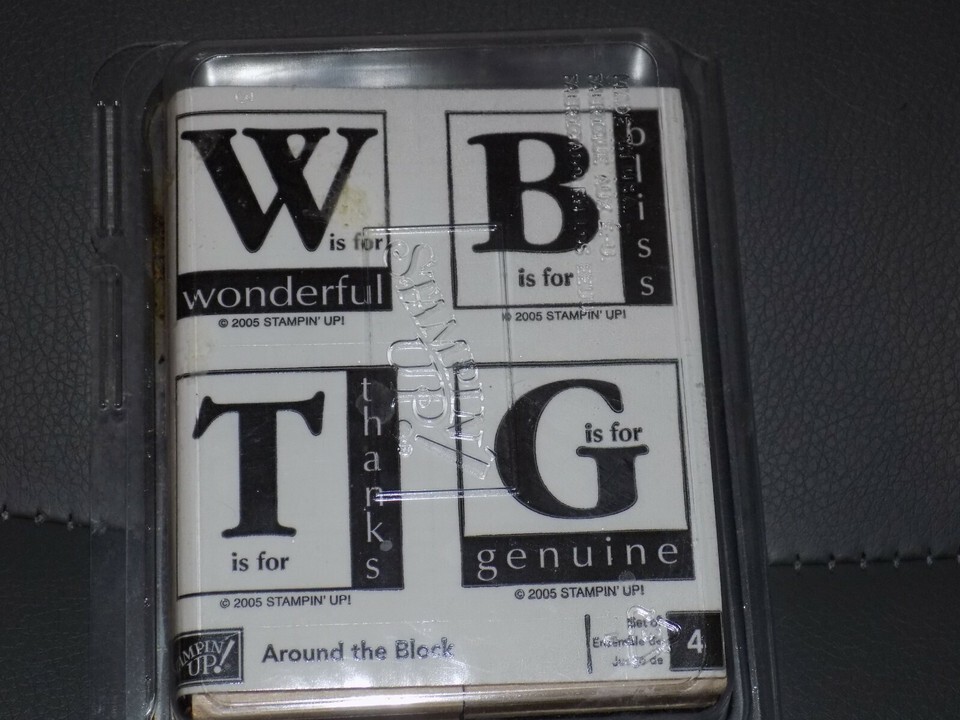 W
is for
wonderful
© 2005 STAMPIN' UP!
B
is for
bliss
© 2005 STAMPIN' UP!
T
is for
thanks
© 2005 STAMPIN' UP!
G
is for
genuine
© 2005 STAMPIN' UP!
STAMPIN'
UP!
STAMPIN' UP!
Around the Block
Set of
Ensemble de
Juego de
4